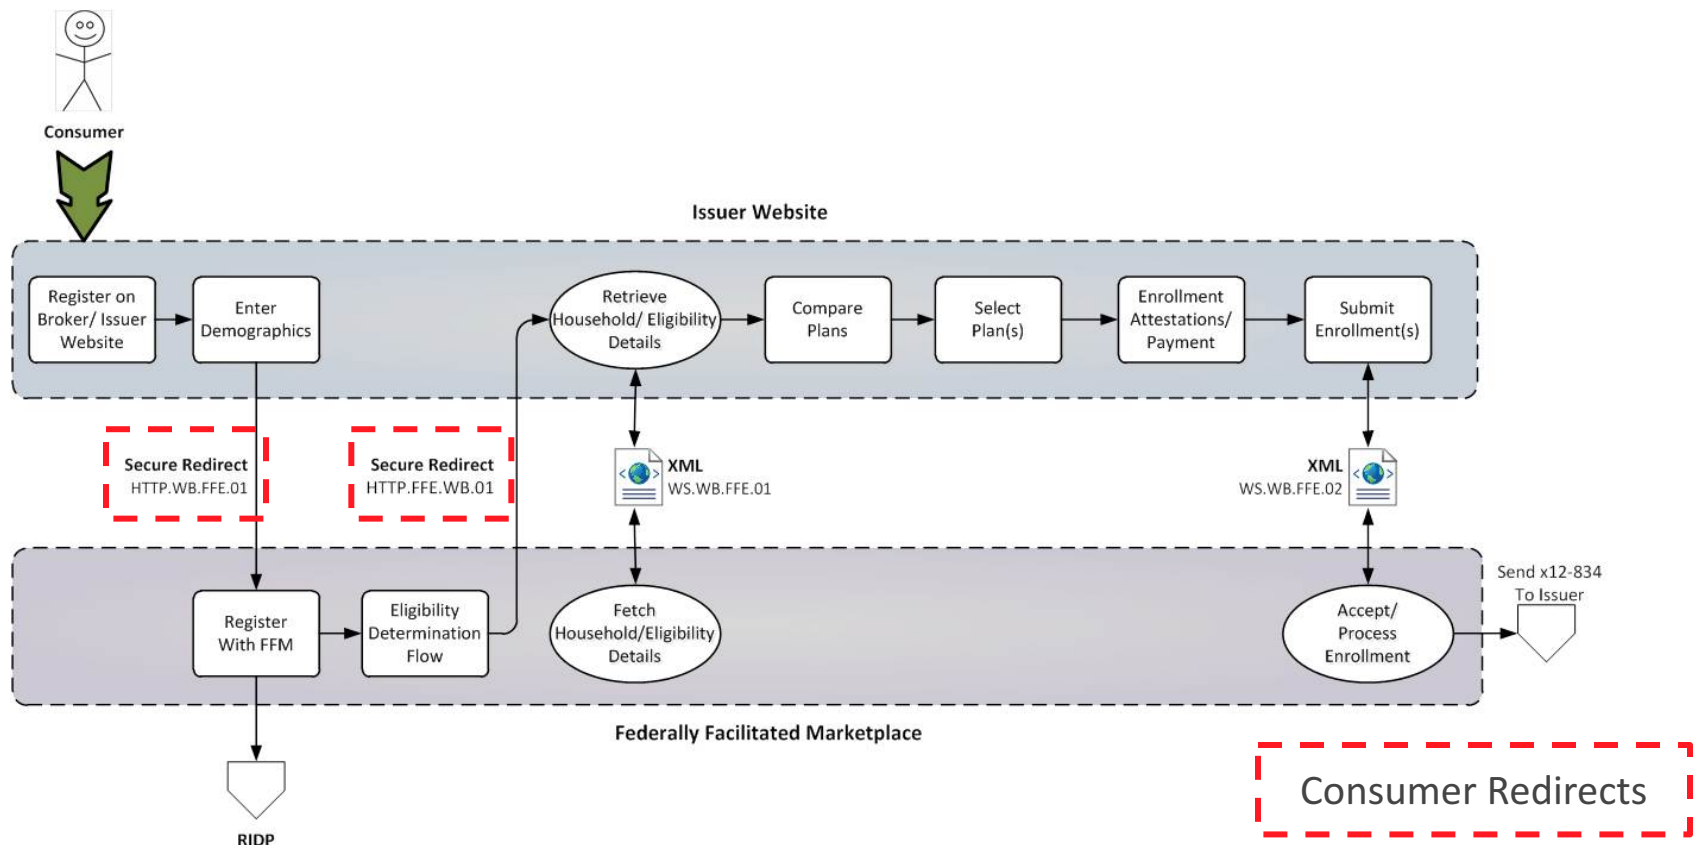 Consumer
Issuer Website
Register on
Broker/ Issuer
Website
Enter
Demographics
Retrieve
Household/ Eligibility
Details
Compare
Plans
Select
Plan(s)
Enrollment
Attestations/
Payment
Submit
Enrollment(s)
Secure Redirect
HTTP.WB.FFE.01
Secure Redirect
HTTP.FFE.WB.01
XML
WS.WB.FFE.01
XML
WS.WB.FFE.02
Register
With FFM
Eligibility
Determination
Flow
Fetch
Household/Eligibility
Details
Accept/
Process
Enrollment
Send x12-834
To Issuer
Federally Facilitated Marketplace
RIDP
Consumer Redirects